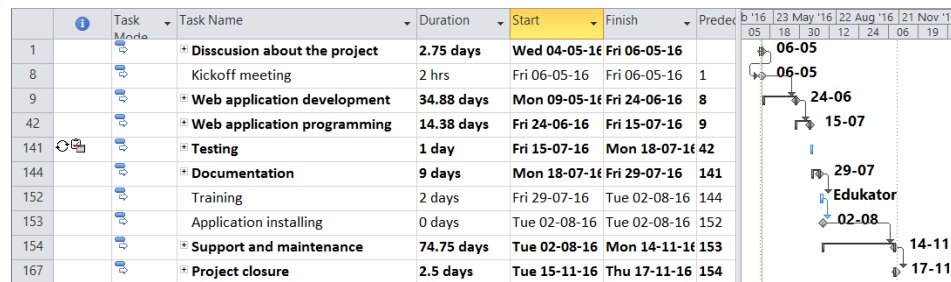 Task Mode Task Name Duration Start Finish Predec b '16 23 May '16 22 Aug '16 21 Nov '1
05 18 30 12 24 06 19
1 Disscusion about the project 2.75 days Wed 04-05-16 Fri 06-05-16 06-05
8 Kickoff meeting 2 hrs Fri 06-05-16 Fri 06-05-16 1 06-05
9 Web application development 34.88 days Mon 09-05-16 Fri 24-06-16 8 24-06
42 Web application programming 14.38 days Fri 24-06-16 Fri 15-07-16 9 15-07
141 Testing 1 day Fri 15-07-16 Mon 18-07-16 42
144 Documentation 9 days Mon 18-07-16 Fri 29-07-16 141 29-07
152 Training 2 days Fri 29-07-16 Tue 02-08-16 144 Edukator
153 Application installing 0 days Tue 02-08-16 Tue 02-08-16 152 02-08
154 Support and maintenance 74.75 days Tue 02-08-16 Mon 14-11-16 153 14-11
167 Project closure 2.5 days Tue 15-11-16 Thu 17-11-16 154 17-11